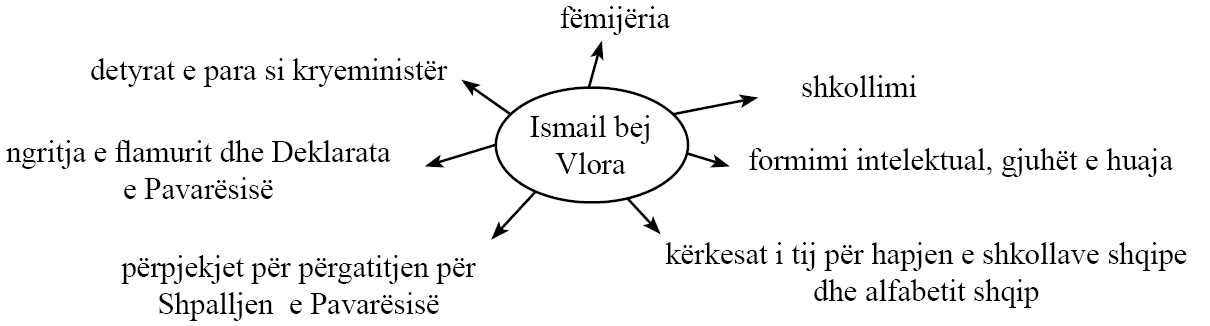 fëmijëria
detyrat e para si kryeministër
shkollimi
Ismail bej
Vlora
ngritja e flamurit dhe Deklarata
e Pavarësisë
formimi intelektual, gjuhët e huaja
përpjekjet për përgatitjen për
Shpalljen e Pavarësisë
kërkesat i tij për hapjen e shkollave shqipe
dhe alfabetit shqip